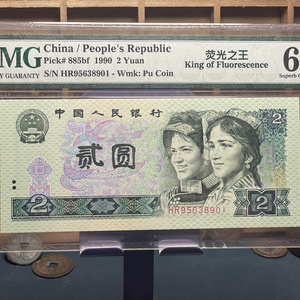 MG
China / People's Republic
Pick# 885bf 1990 2 Yuan
S/N HR95638901 - Wmk: Pu Coin
荧光之王
King of Fluorescence
Y GUARANTY
6
Superb G
中国人民银行
2
贰圆
2
2
HR95638901